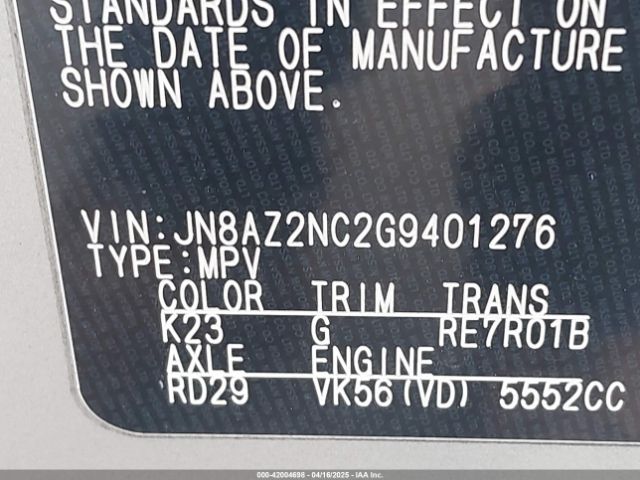 STANDARDS IN EFFECT ON
THE DATE OF MANUFACTURE
SHOWN ABOVE.
VIN:JN8AZ2NC2G9401276
TYPE:MPV
COLOR TRIM TRANS
K23 G RE7R01B
AXLE ENGINE
RD29 VK56(VD) 5552CC
000-42004698 - 04/16/2025 - IAA Inc.